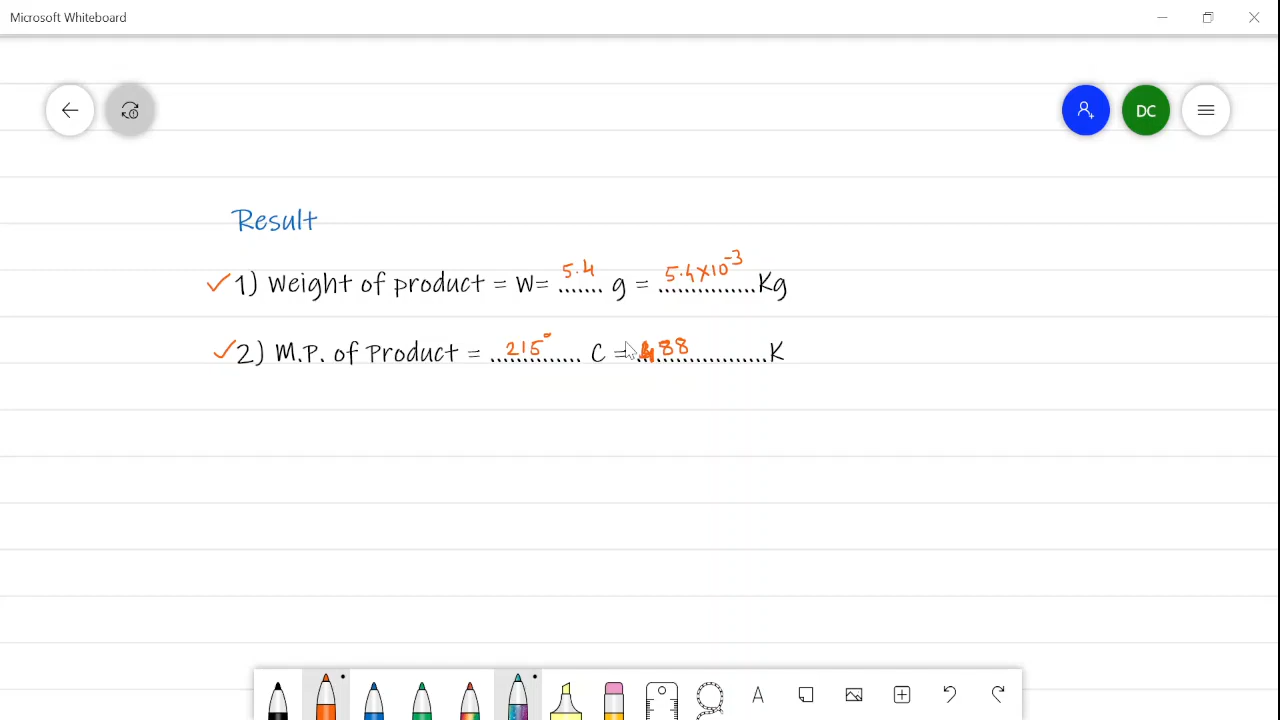 Microsoft Whiteboard
DC
Result
1) Weight of product = W= 5.4 g = 5.4×10⁻³ Kg
2) M.P. of Product = 215° C = 488 K
A